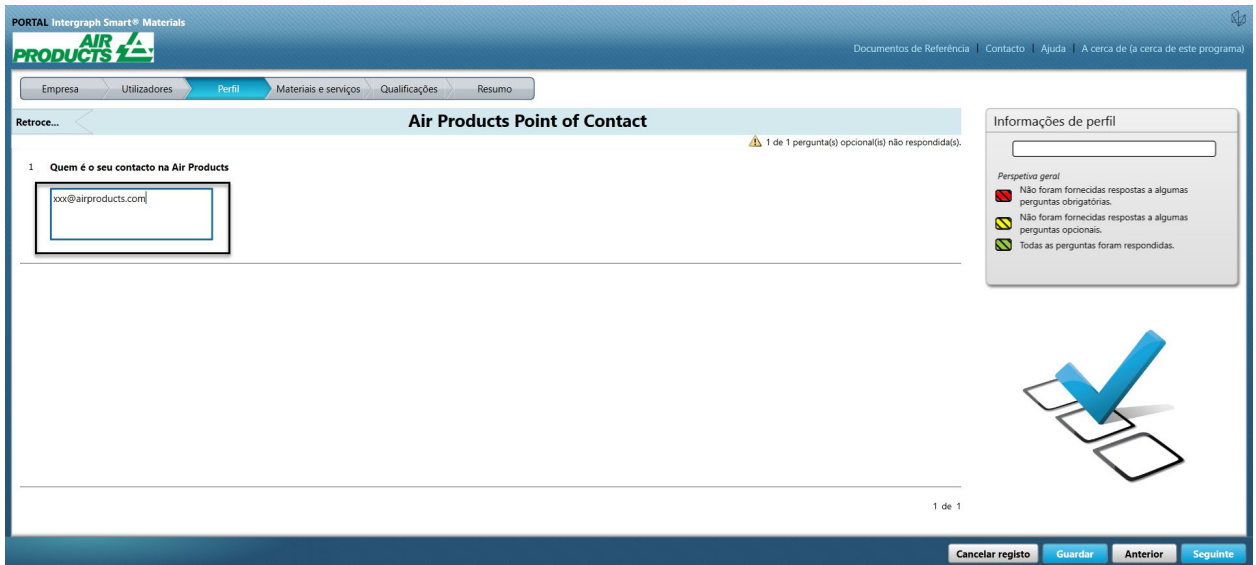 PORTAL Intergraph Smart® Materials
AIR
PRODUCTS
Documentos de Referência | Contacto | Ajuda | A cerca de (a cerca de este programa)
Empresa Utilizadores Perfil Materiais e serviços Qualificações Resumo
Retroce...
Air Products Point of Contact
1 de 1 pergunta(s) opcional(is) não respondida(s).
1 Quem é o seu contacto na Air Products
xxx@airproducts.com
Informações de perfil
Perspetiva geral
Não foram fornecidas respostas a algumas
perguntas obrigatórias.
Não foram fornecidas respostas a algumas
perguntas opcionais.
Todas as perguntas foram respondidas.
1 de 1
Cancelar registo Guardar Anterior Seguinte